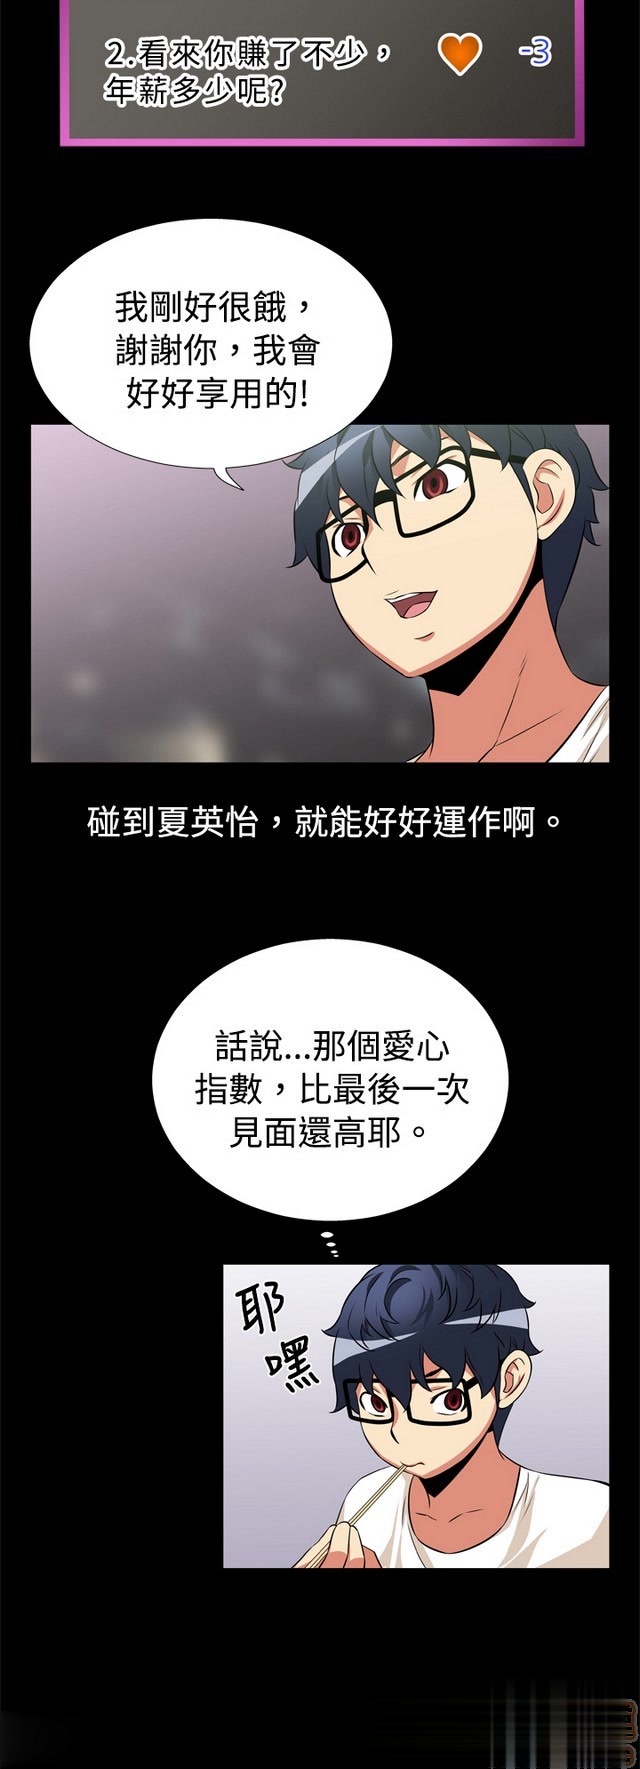 2.看來你賺了不少， -3
年薪多少呢?
我剛好很餓，
謝謝你，我會
好好享用的!
碰到夏英怡，就能好好運作啊。
話說...那個愛心
指數，比最後一次
見面還高耶。
耶
嘿